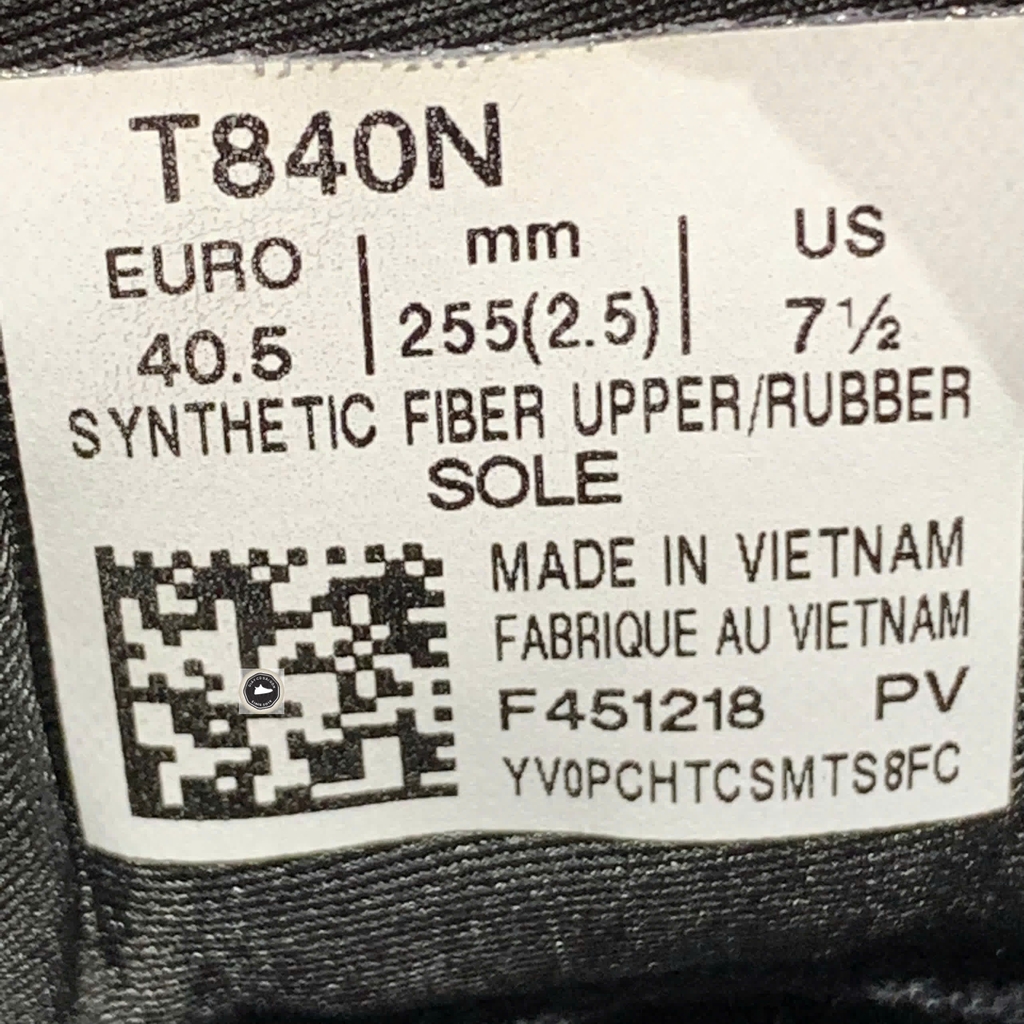 T840N
EURO | mm | US
40.5 | 255(2.5) | 7½
SYNTHETIC FIBER UPPER/RUBBER
SOLE
MADE IN VIETNAM
FABRIQUE AU VIETNAM
F451218 PV
YV0PCHTCSMTS8FC